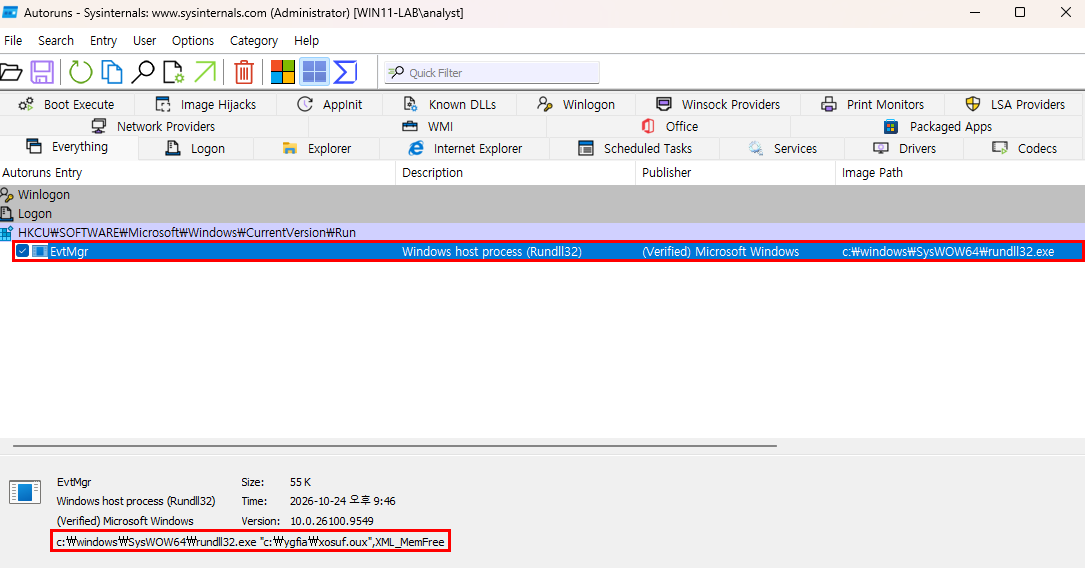 Autoruns - Sysinternals: www.sysinternals.com (Administrator) [WIN11-LAB\analyst]
File Search Entry User Options Category Help
Quick Filter
Boot Execute Image Hijacks AppInit Known DLLs Winlogon Winsock Providers Print Monitors LSA Providers
Network Providers WMI Office Packaged Apps
Everything Logon Explorer Internet Explorer Scheduled Tasks Services Drivers Codecs
Autoruns Entry Description Publisher Image Path
Winlogon
Logon
HKCU₩SOFTWARE₩Microsoft₩Windows₩CurrentVersion₩Run
EvtMgr Windows host process (Rundll32) (Verified) Microsoft Windows c:₩windows₩SysWOW64₩rundll32.exe
EvtMgr Size: 55 K
Windows host process (Rundll32) Time: 2026-10-24 오후 9:46
(Verified) Microsoft Windows Version: 10.0.26100.9549
c:₩windows₩SysWOW64₩rundll32.exe "c:₩ygfia₩xosuf.oux",XML_MemFree